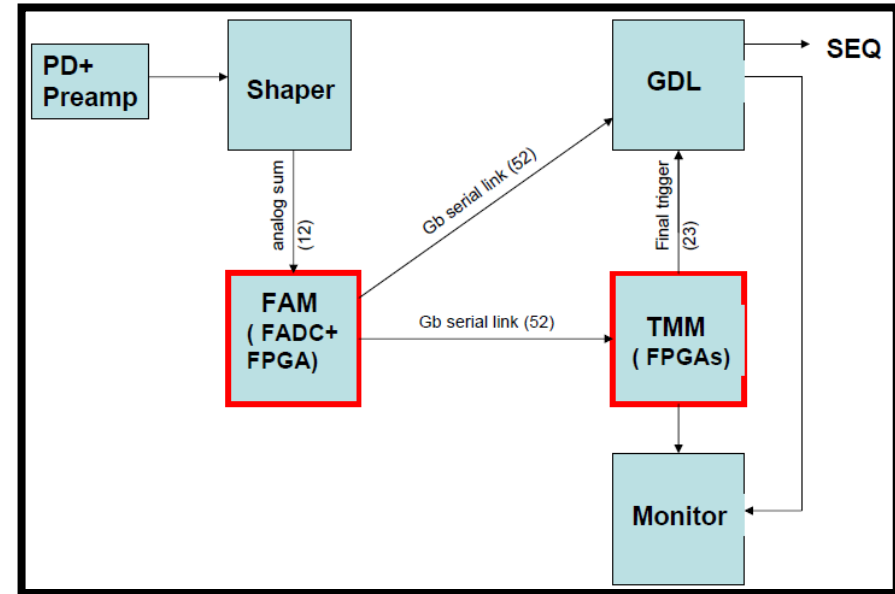 PD+
Preamp
Shaper
GDL
SEQ
analog sum
(12)
Gb serial link (52)
Final trigger
(23)
FAM
( FADC+
FPGA)
Gb serial link (52)
TMM
( FPGAs)
Monitor